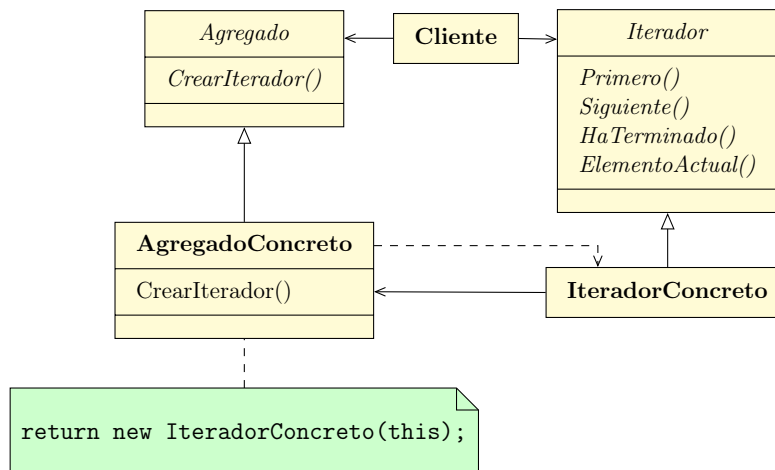 Agregado
CrearIterador()
Cliente
Iterador
Primero()
Siguiente()
HaTerminado()
ElementoActual()
AgregadoConcreto
CrearIterador()
IteradorConcreto
return new IteradorConcreto(this);